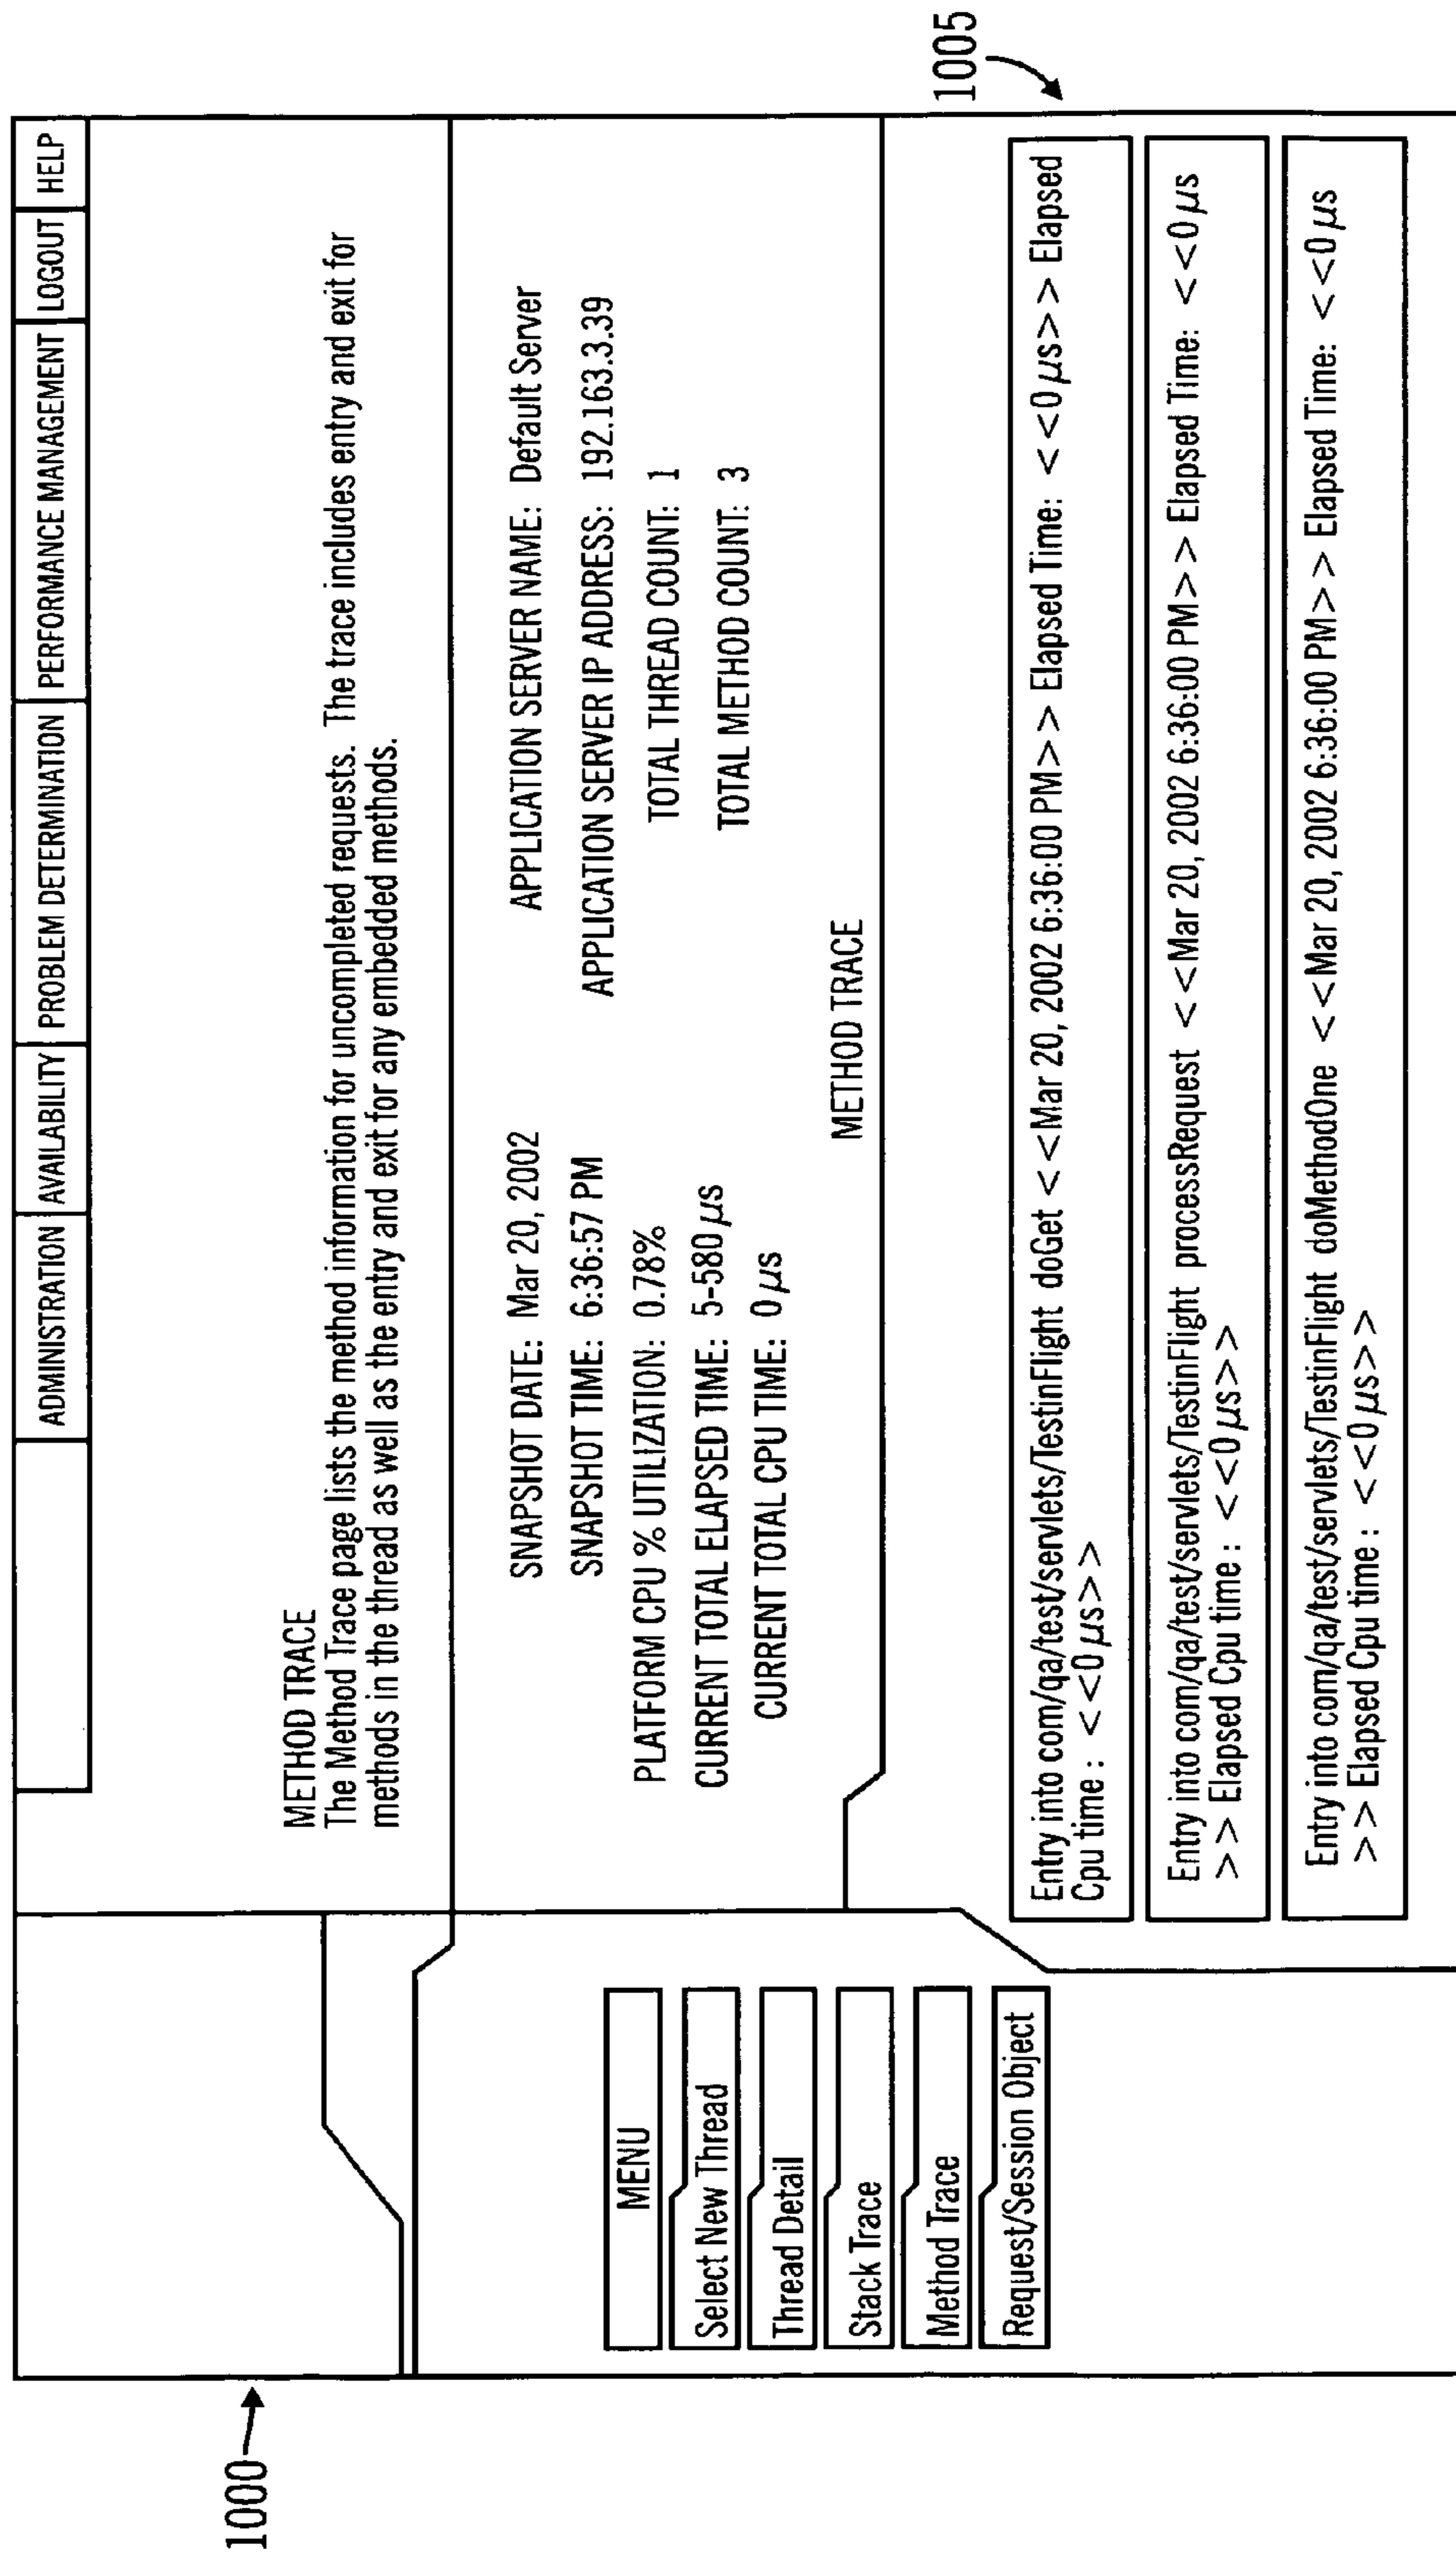 1000
ADMINISTRATION AVAILABILITY PROBLEM DETERMINATION PERFORMANCE MANAGEMENT LOGOUT HELP
METHOD TRACE
The Method Trace page lists the method information for uncompleted requests. The trace includes entry and exit for
methods in the thread as well as the entry and exit for any embedded methods.
SNAPSHOT DATE: Mar 20, 2002 APPLICATION SERVER NAME: Default Server
SNAPSHOT TIME: 6:36:57 PM APPLICATION SERVER IP ADDRESS: 192.163.3.39
PLATFORM CPU % UTILIZATION: 0.78% TOTAL THREAD COUNT: 1
CURRENT TOTAL ELAPSED TIME: 5-580 µs TOTAL METHOD COUNT: 3
CURRENT TOTAL CPU TIME: 0 µs
METHOD TRACE
MENU
Select New Thread
Thread Detail
Stack Trace
Method Trace
Request/Session Object
1005
Entry into com/qa/test/servlets/TestinFlight doGet <<Mar 20, 2002 6:36:00 PM>> Elapsed Time: <<0 µs>> Elapsed
Cpu time : <<0 µs>>
Entry into com/qa/test/servlets/TestinFlight processRequest <<Mar 20, 2002 6:36:00 PM>> Elapsed Time: <<0 µs
>> Elapsed Cpu time : <<0 µs>>
Entry into com/qa/test/servlets/TestinFlight doMethodOne <<Mar 20, 2002 6:36:00 PM>> Elapsed Time: <<0 µs
>> Elapsed Cpu time : <<0 µs>>